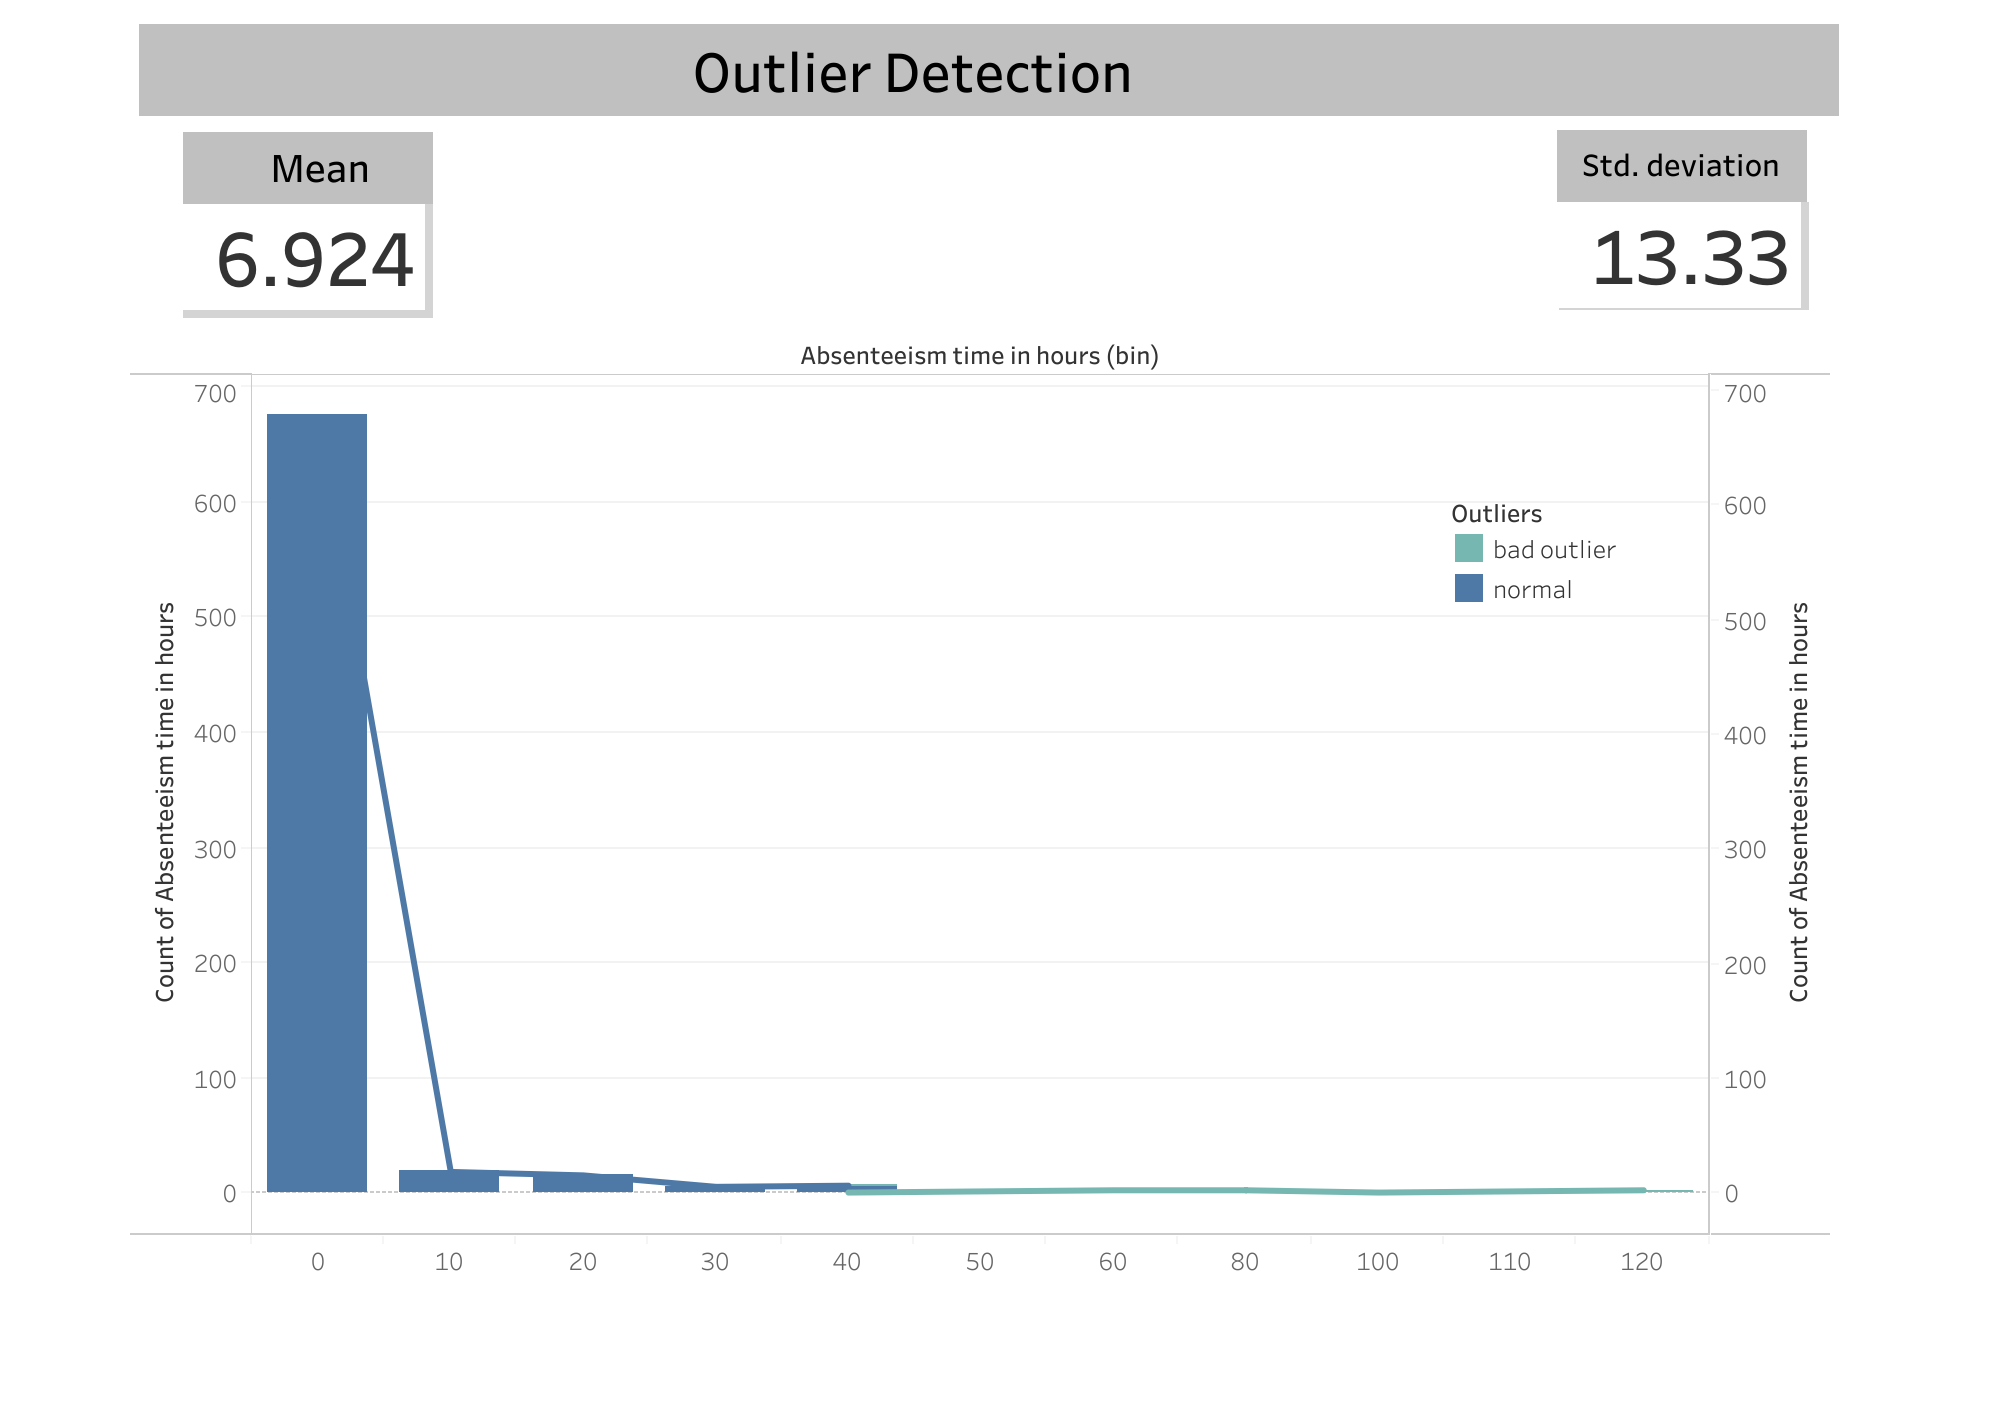 Outlier Detection
Mean
6.924
Std. deviation
13.33
Absenteeism time in hours (bin)
Count of Absenteeism time in hours
700
600
500
400
300
200
100
0
Outliers
bad outlier
normal
700
600
500
400
300
200
100
0
Count of Absenteeism time in hours
0 10 20 30 40 50 60 80 100 110 120